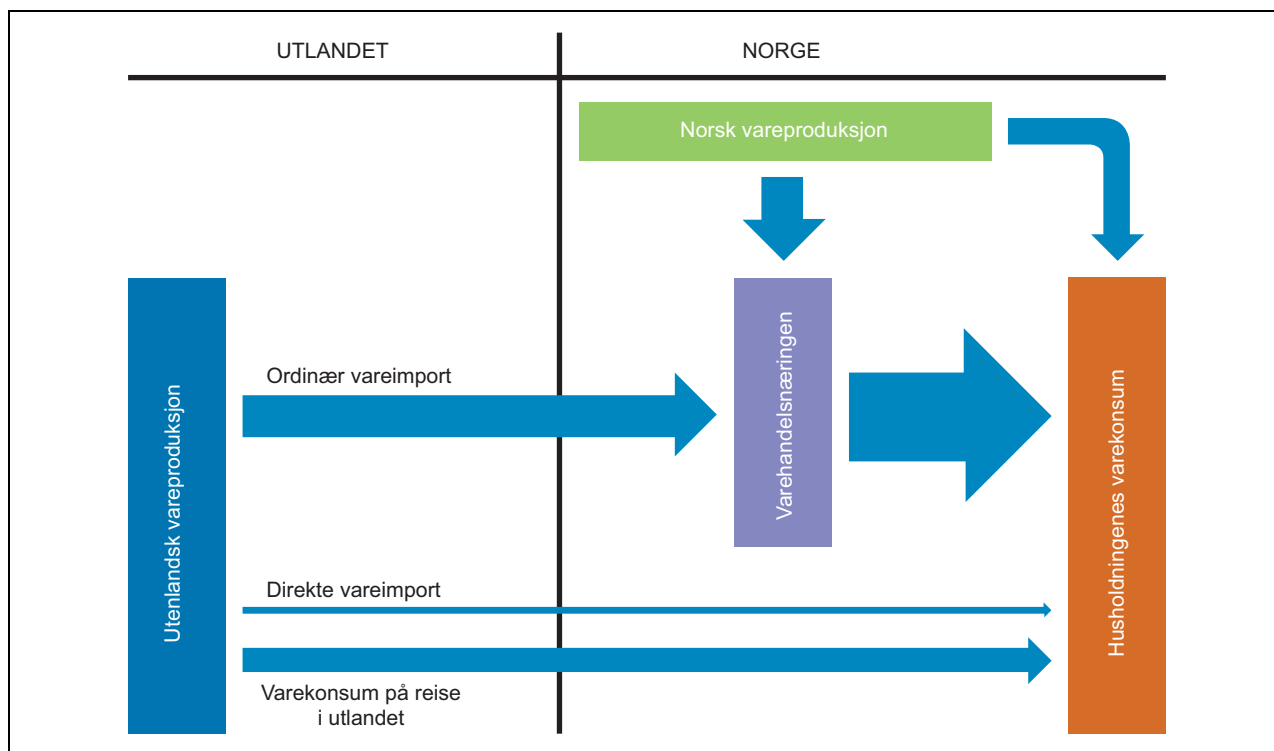 UTLANDET
NORGE
Norsk vareproduksjon
Utenlandsk vareproduksjon
Ordinær vareimport
Varehandelsnæringen
Husholdningenes varekonsum
Direkte vareimport
Varekonsum på reise
i utlandet